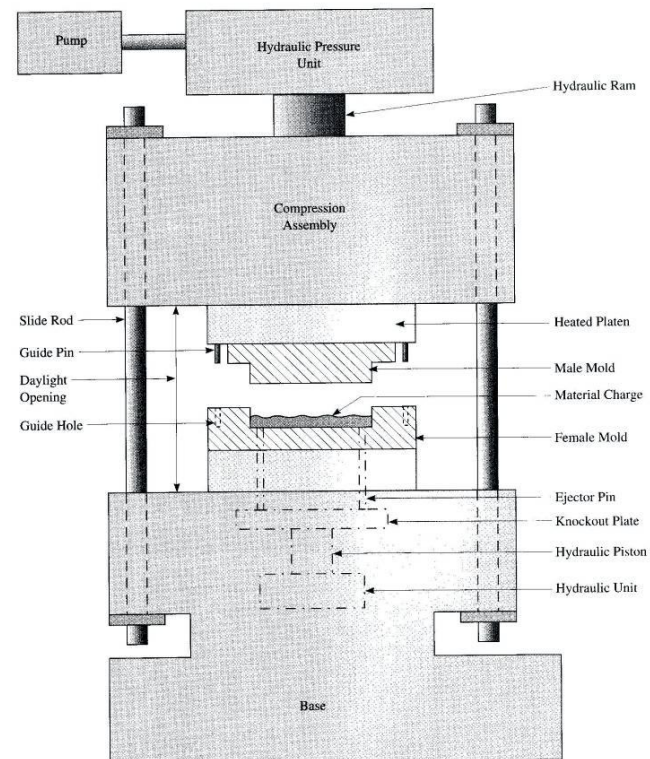 Pump
Hydraulic Pressure
Unit
Hydraulic Ram
Compression
Assembly
Slide Rod
Heated Platen
Guide Pin
Male Mold
Daylight
Opening
Material Charge
Guide Hole
Female Mold
Ejector Pin
Knockout Plate
Hydraulic Piston
Hydraulic Unit
Base